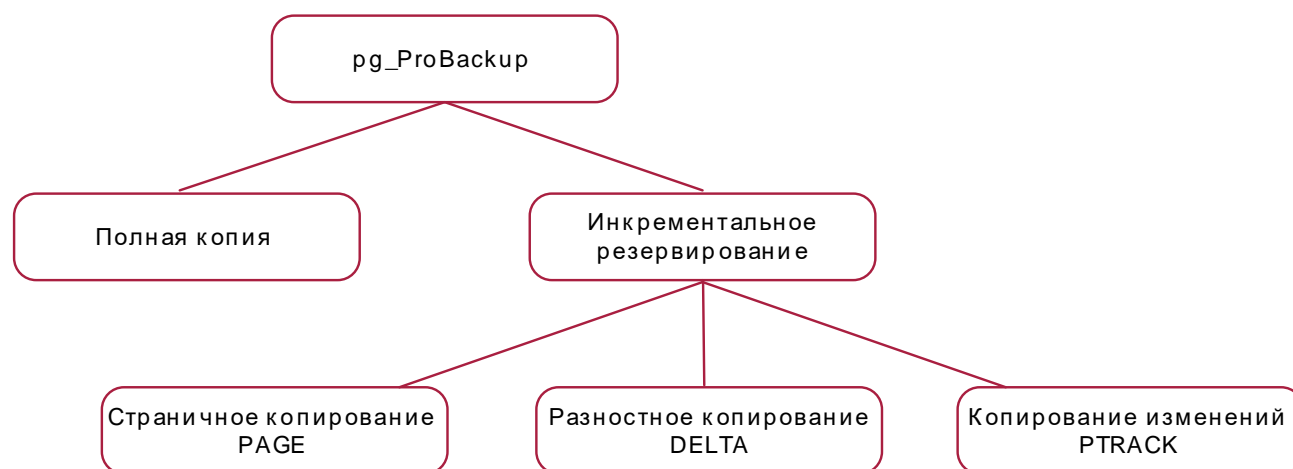 pg_ProBackup
Полная копия
Инкрементальное
резервирование
Страничное копирование
PAGE
Разностное копирование
DELTA
Копирование изменений
PTRACK